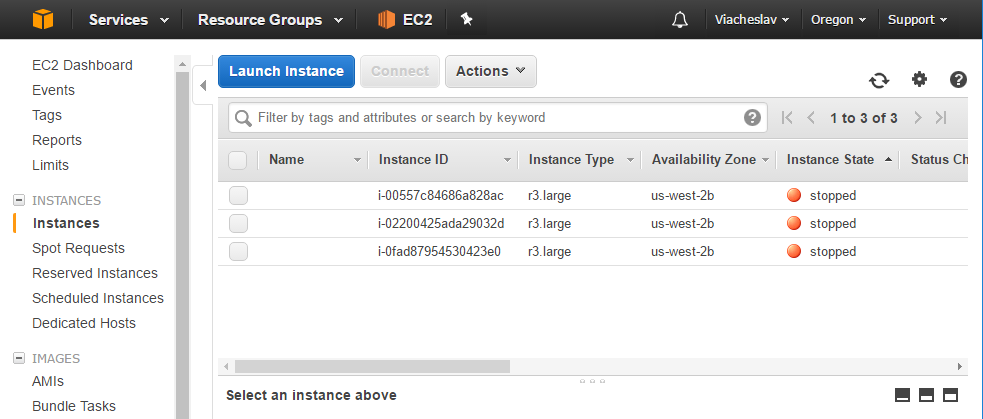 Services Resource Groups EC2 Viacheslav Oregon Support
EC2 Dashboard
Events
Tags
Reports
Limits
INSTANCES
Instances
Spot Requests
Reserved Instances
Scheduled Instances
Dedicated Hosts
IMAGES
AMIs
Bundle Tasks
Launch Instance Connect Actions
Filter by tags and attributes or search by keyword 1 to 3 of 3
Name Instance ID Instance Type Availability Zone Instance State Status Ch
i-00557c84686a828ac r3.large us-west-2b stopped
i-02200425ada29032d r3.large us-west-2b stopped
i-0fad87954530423e0 r3.large us-west-2b stopped
Select an instance above